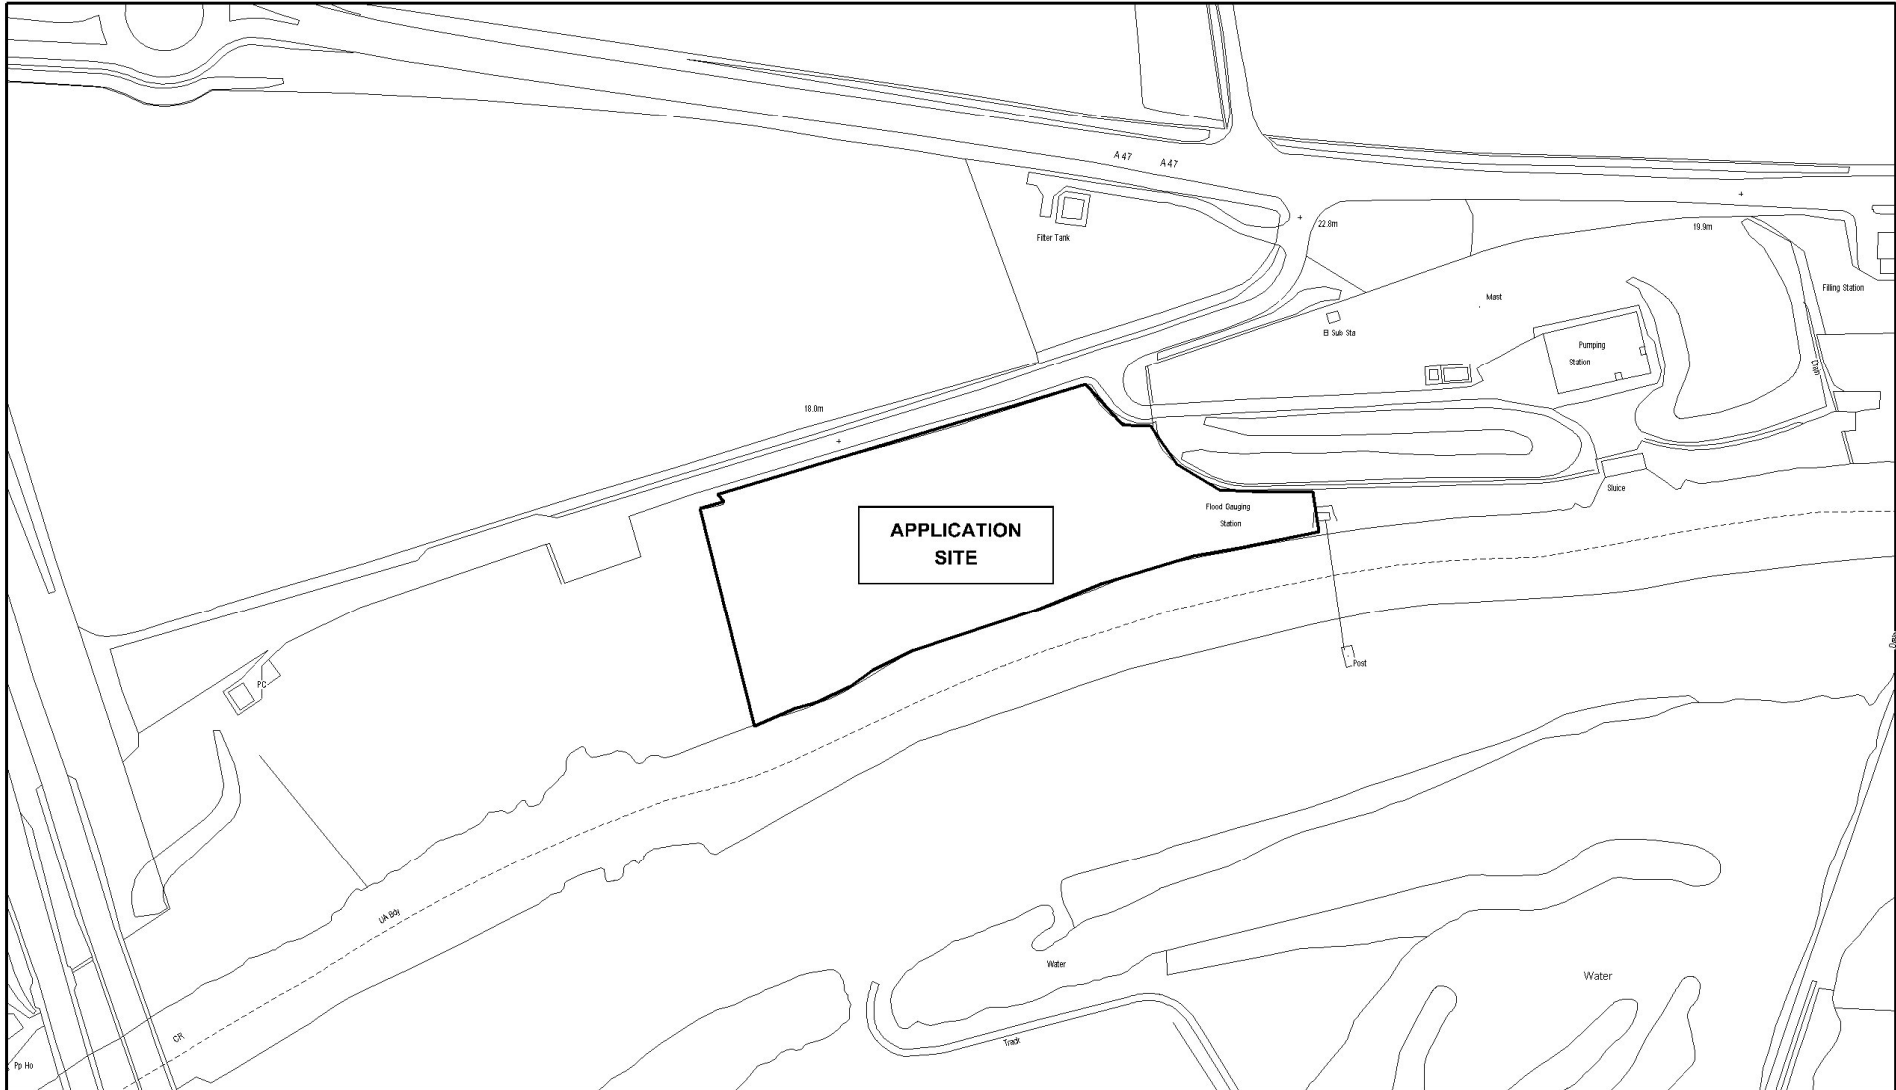 A 47 A 47
22.8m
19.9m
Filter Tank
Mast
Filling Station
El Sub Sta
Pumping
Station
Drain
18.0m
Sluice
Flood Gauging
Station
APPLICATION
SITE
Post
PC
UA Bdy
Water
Water
CR
Track
Pp Ho